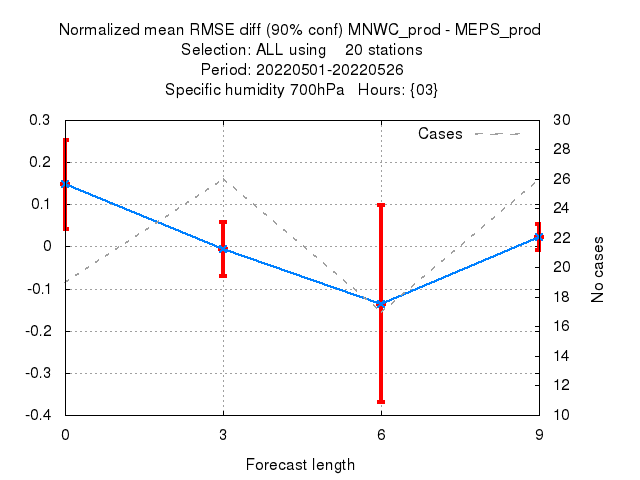 Normalized mean RMSE diff (90% conf) MNWC_prod - MEPS_prod
Selection: ALL using 20 stations
Period: 20220501-20220526
Specific humidity 700hPa Hours: {03}
Cases
0.3
0.2
0.1
0
-0.1
-0.2
-0.3
-0.4
30
28
26
24
22
20
18
16
14
12
10
No cases
0 3 6 9
Forecast length